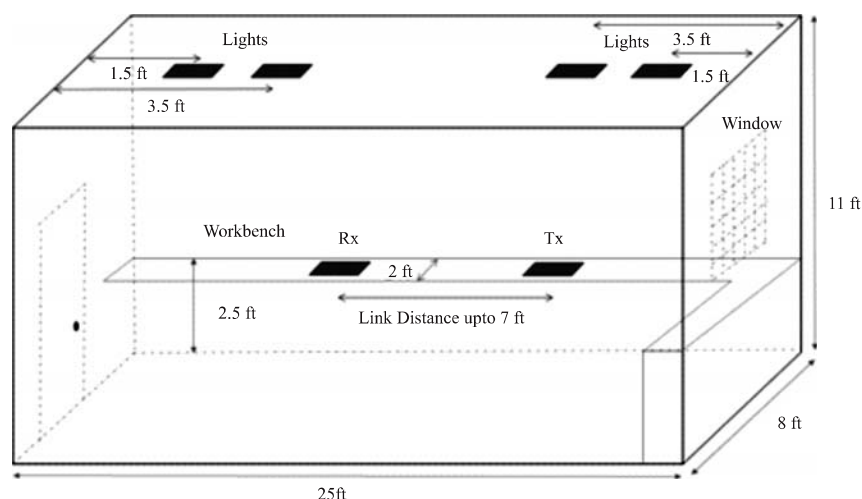 Lights
Lights
3.5 ft
1.5 ft
1.5 ft
3.5 ft
Window
11 ft
Workbench
Rx
Tx
2 ft
2.5 ft
Link Distance upto 7 ft
8 ft
25ft